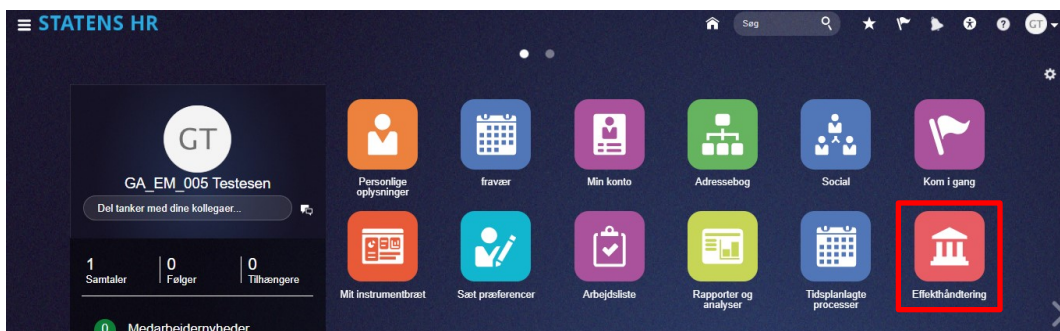 STATENS HR
Søg
GT
GT
GA_EM_005 Testesen
Del tanker med dine kollegaer...
1
Samtaler
0
Følger
0
Tilhængere
0 Medarbejdernyheder
Personlige
oplysninger
fravær
Min konto
Adressebog
Social
Kom i gang
Mit instrumentbræt
Sæt præferencer
Arbejdsliste
Rapporter og
analyser
Tidsplanlagte
processer
Effekthåndtering